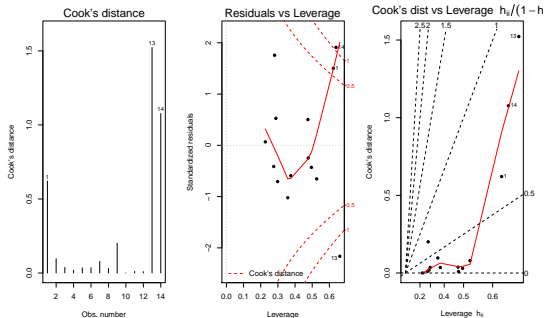 Cook's distance
Cook's distance
0.0 0.5 1.0 1.5
1
13
14
2 4 6 8 10 12 14
Obs. number
Residuals vs Leverage
Standardized residuals
-2 -1 0 1 2
14
1
13
1
0.5
0.5
1
Cook's distance
0.0 0.1 0.2 0.3 0.4 0.5 0.6
Leverage
Cook's dist vs Leverage hii/(1-h
Cook's distance
0.0 0.5 1.0 1.5
2.5 2 1.5 1
13
14
1
0.5
0
0.2 0.4 0.5 0.6
Leverage hii